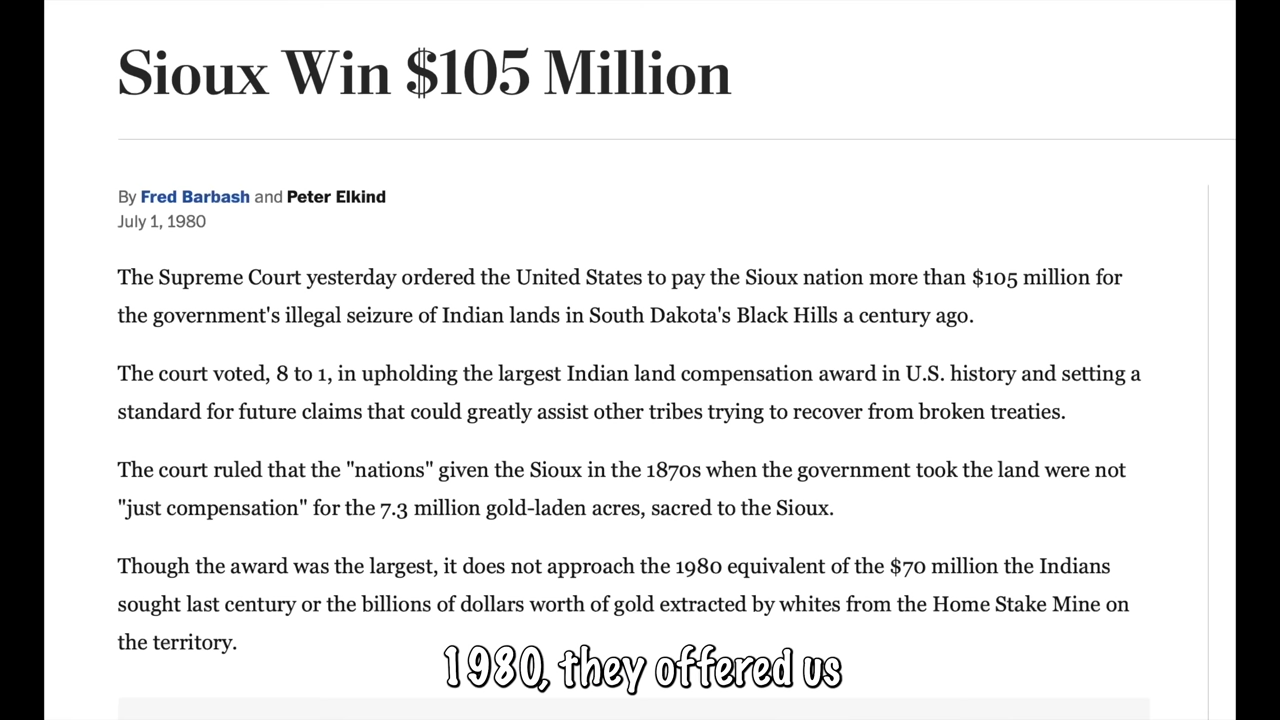 Sioux Win $105 Million
By Fred Barbash and Peter Elkind
July 1, 1980
The Supreme Court yesterday ordered the United States to pay the Sioux nation more than $105 million for
the government's illegal seizure of Indian lands in South Dakota's Black Hills a century ago.
The court voted, 8 to 1, in upholding the largest Indian land compensation award in U.S. history and setting a
standard for future claims that could greatly assist other tribes trying to recover from broken treaties.
The court ruled that the "nations" given the Sioux in the 1870s when the government took the land were not
"just compensation" for the 7.3 million gold-laden acres, sacred to the Sioux.
Though the award was the largest, it does not approach the 1980 equivalent of the $70 million the Indians
sought last century or the billions of dollars worth of gold extracted by whites from the Home Stake Mine on
the territory.
1980, they offered us